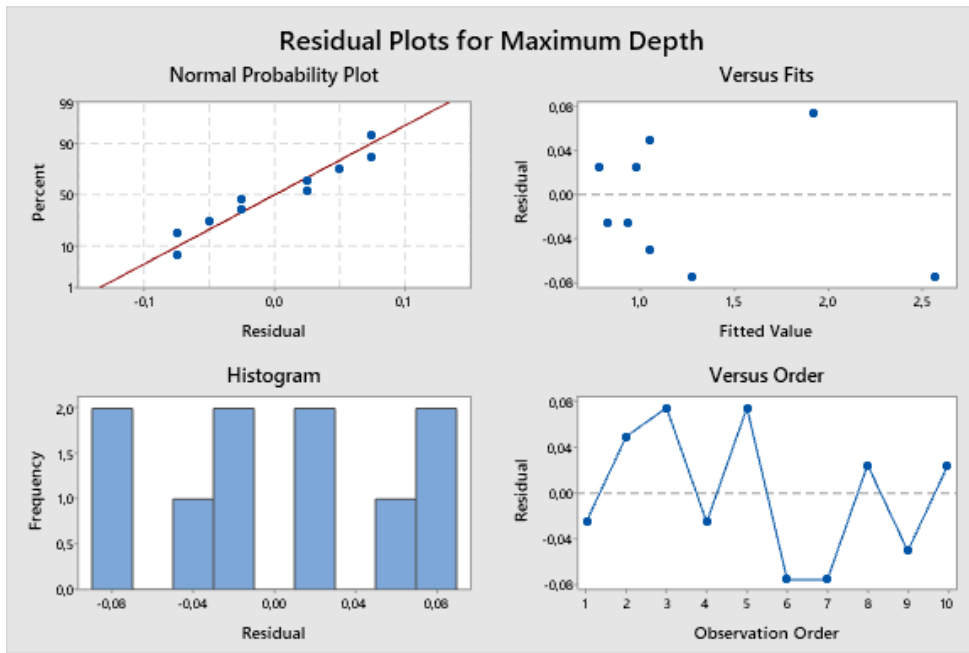 Residual Plots for Maximum Depth
Normal Probability Plot
99
90
50
10
1
Percent
-0,1 0,0 0,1
Residual
Versus Fits
0,08
0,04
0,00
-0,04
-0,08
Residual
1,0 1,5 2,0 2,5
Fitted Value
Histogram
2,0
1,5
1,0
0,5
0,0
Frequency
-0,08 -0,04 0,00 0,04 0,08
Residual
Versus Order
0,08
0,04
0,00
-0,04
-0,08
Residual
1 2 3 4 5 6 7 8 9 10
Observation Order